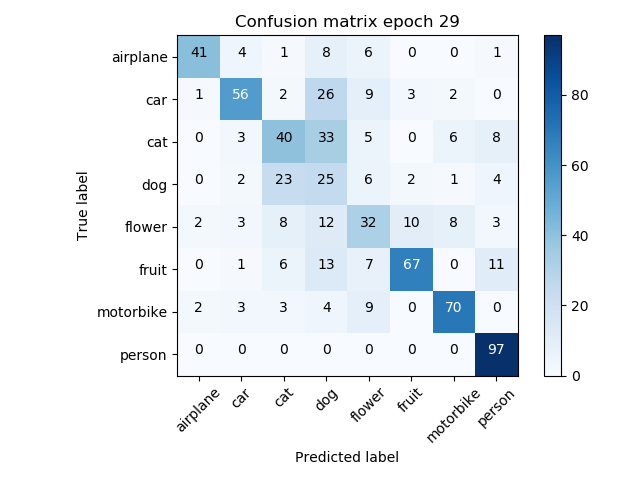 Confusion matrix epoch 29
airplane 41 4 1 8 6 0 0 1
car 1 56 2 26 9 3 2 0
cat 0 3 40 33 5 0 6 8
dog 0 2 23 25 6 2 1 4
flower 2 3 8 12 32 10 8 3
fruit 0 1 6 13 7 67 0 11
motorbike 2 3 3 4 9 0 70 0
person 0 0 0 0 0 0 0 97
airplane car cat dog flower fruit motorbike person
True label
Predicted label
80
60
40
20
0